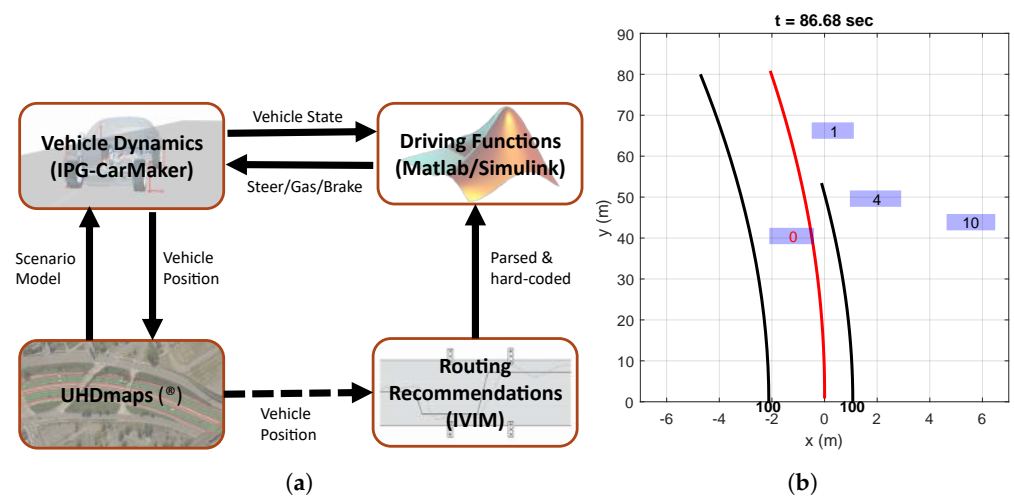 Vehicle Dynamics
(IPG-CarMaker)
Vehicle State
Steer/Gas/Brake
Driving Functions
(Matlab/Simulink)
Scenario
Model
Vehicle
Position
Parsed &
hard-coded
UHDmaps (®)
Vehicle
Position
Routing
Recommendations
(IVIM)
(a)
t = 86.68 sec
90
80
70
60
50
40
30
20
10
0
y (m)
1
4
10
0
100
100
-6
-4
-2
0
2
4
6
x (m)
(b)